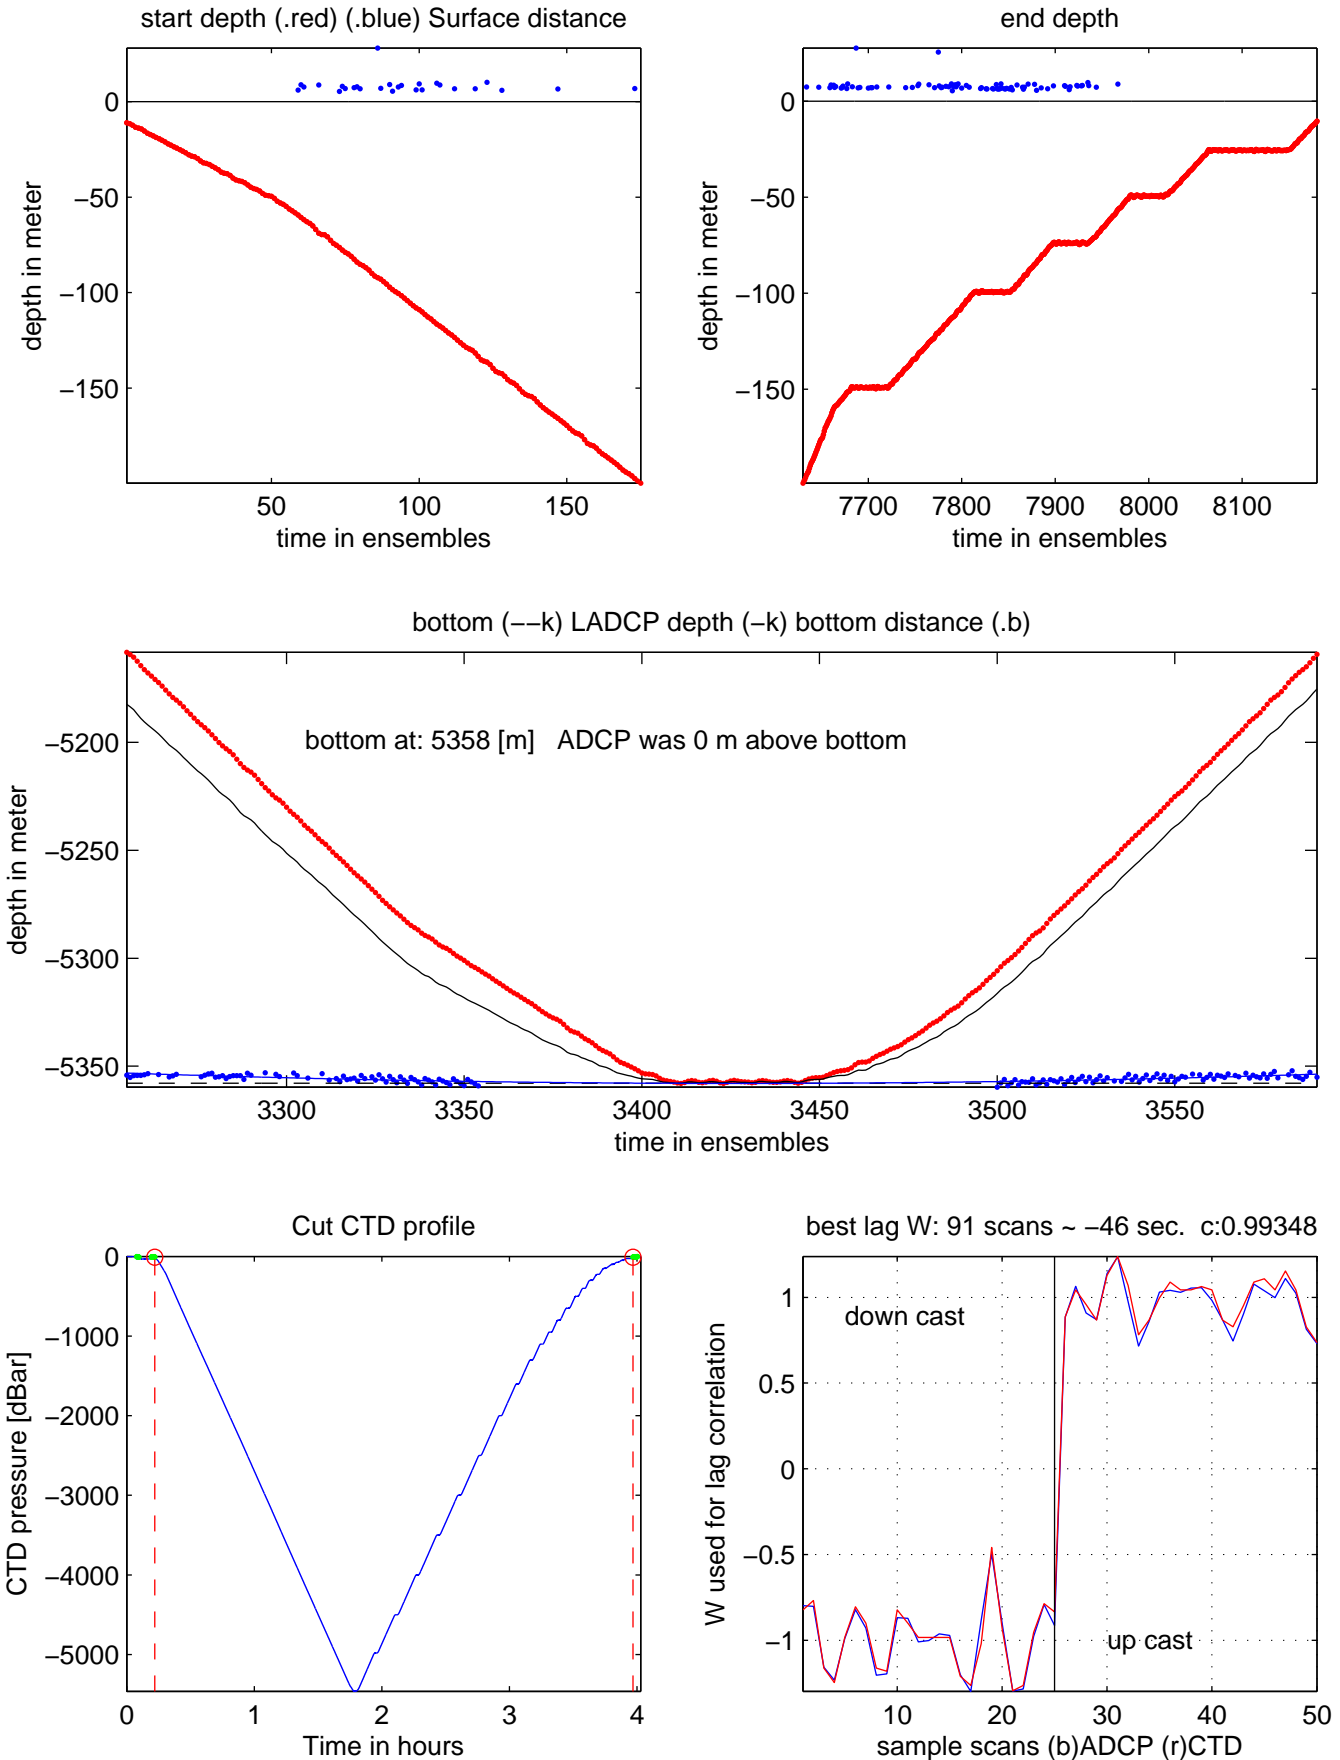 start depth (.red) (.blue) Surface distance
0
−50
−100
−150
depth in meter
50 100 150
time in ensembles
end depth
0
−50
−100
−150
depth in meter
7700 7800 7900 8000 8100
time in ensembles
bottom (−−k) LADCP depth (−k) bottom distance (.b)
bottom at: 5358 [m] ADCP was 0 m above bottom
−5200
−5250
−5300
−5350
depth in meter
3300 3350 3400 3450 3500 3550
time in ensembles
Cut CTD profile
0
−1000
−2000
−3000
−4000
−5000
CTD pressure [dBar]
0 1 2 3 4
Time in hours
best lag W: 91 scans ~ −46 sec. c:0.99348
down cast
up cast
1
0.5
0
−0.5
−1
W used for lag correlation
10 20 30 40 50
sample scans (b)ADCP (r)CTD